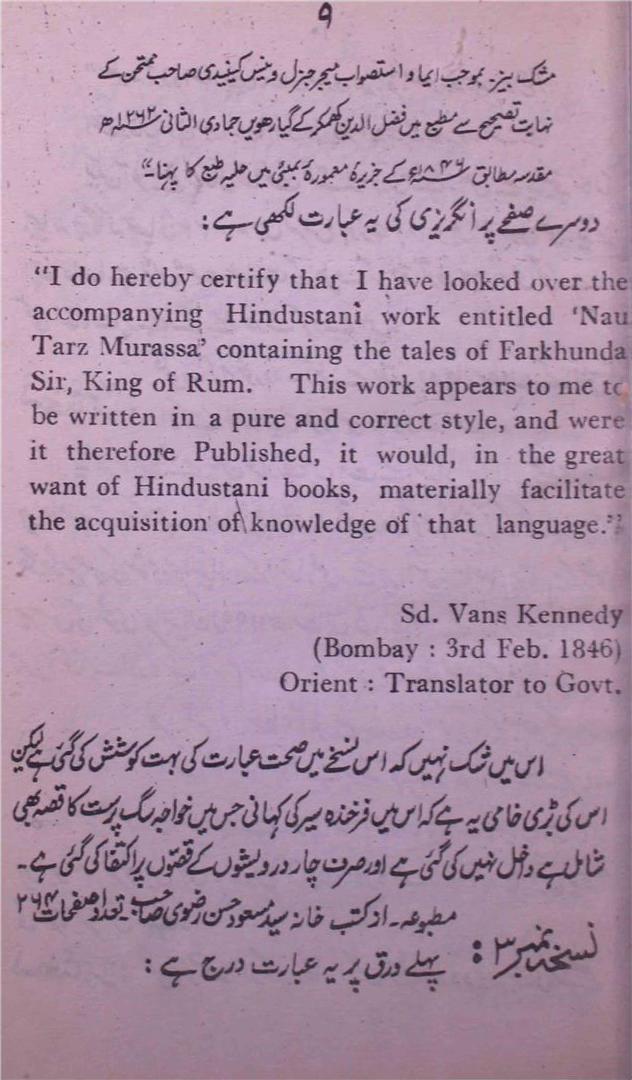 ۹
مشک بیز۔ بموجب ایما و استصواب میجر جنرل وینس کینیدی صاحب ممتحن کے
نہایت تصحیح سے مطبع میں فضل الدین کھمکر کے گیارھویں جمادی الثانی ۱۲۶۲ھ
مقدسہ مطابق ۱۸۴۶ء کے جزیرۂ معمورۂ بمبئی میں حلیہ طبع کا پہنا۔"
دوسرے صفحے پر انگریزی کی یہ عبارت لکھی ہے:
"I do hereby certify that I have looked over the
accompanying Hindustani work entitled 'Nau
Tarz Murassa' containing the tales of Farkhunda
Sir, King of Rum. This work appears to me to
be written in a pure and correct style, and were
it therefore Published, it would, in the great
want of Hindustani books, materially facilitate
the acquisition of knowledge of that language."
Sd. Vans Kennedy
(Bombay : 3rd Feb. 1846)
Orient : Translator to Govt.
اس میں شک نہیں کہ اس نسخے میں صحت عبارت کی بہت کوشش کی گئی ہے لیکن
اس کی بڑی خامی یہ ہے کہ اس میں فرخندہ سیر کی کہانی جس میں خواجہ سگ پرست کا قصہ بھی
شامل ہے داخل نہیں کی گئی ہے اور صرف چار درویشوں کے قصّوں پر اکتفا کی گئی ہے۔
مطبوعہ۔ از کتب خانہ سید مسعود حسن رضوی صاحب تعداد صفحات ۲۶۴
نسخہ نمبر ۳ : پہلے ورق پر یہ عبارت درج ہے :